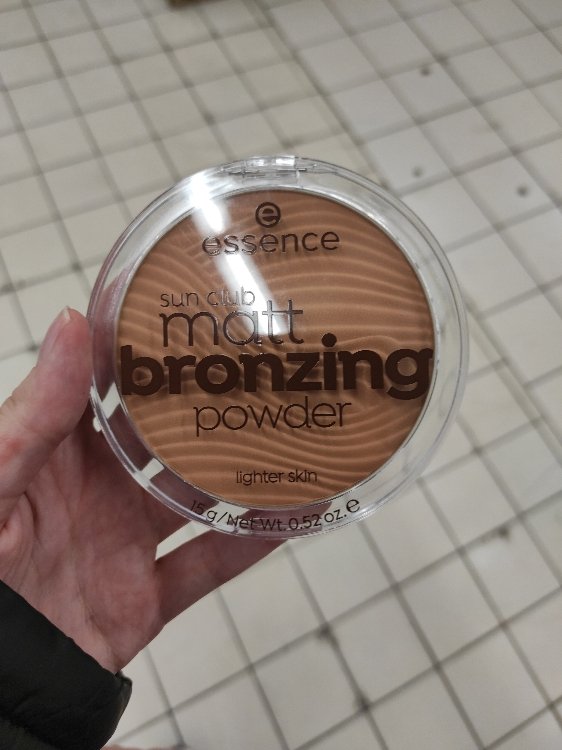 e
essence
sun club
matt
bronzing
powder
lighter skin
15 g/Net Wt. 0.52 oz. e